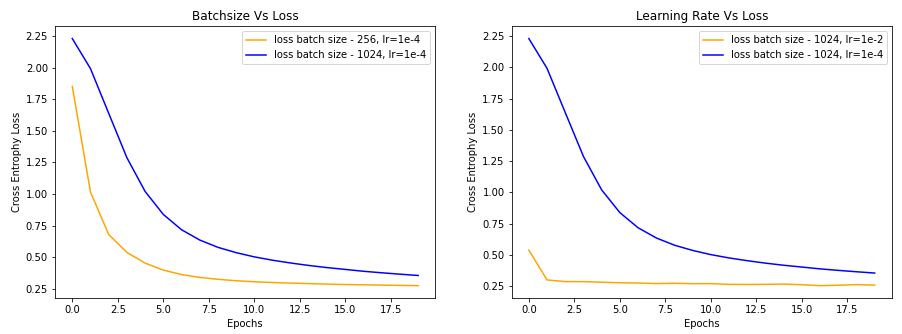 Batchsize Vs Loss
loss batch size - 256, lr=1e-4
loss batch size - 1024, lr=1e-4
Cross Entrophy Loss
2.25
2.00
1.75
1.50
1.25
1.00
0.75
0.50
0.25
0.0 2.5 5.0 7.5 10.0 12.5 15.0 17.5
Epochs
Learning Rate Vs Loss
loss batch size - 1024, lr=1e-2
loss batch size - 1024, lr=1e-4
Cross Entrophy Loss
2.25
2.00
1.75
1.50
1.25
1.00
0.75
0.50
0.25
0.0 2.5 5.0 7.5 10.0 12.5 15.0 17.5
Epochs